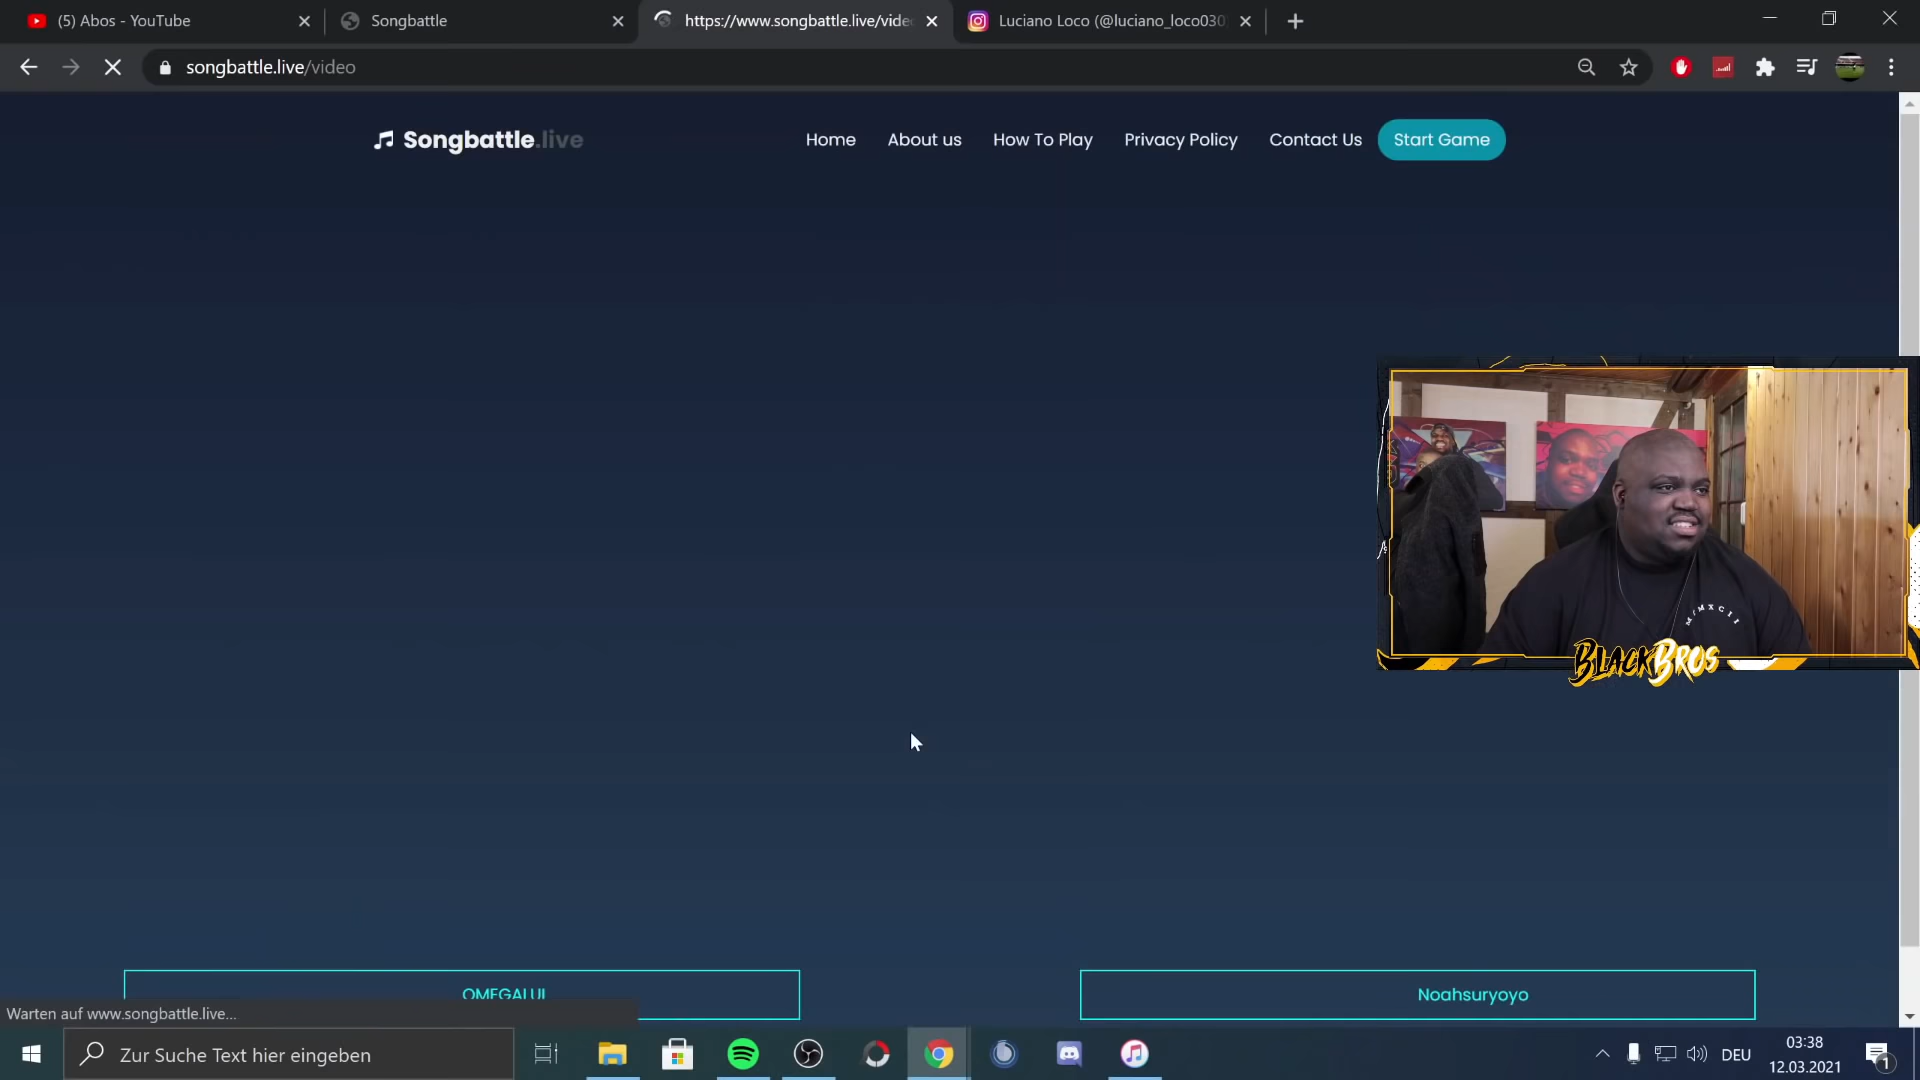 (5) Abos - YouTube
Songbattle
https://www.songbattle.live/vide
Luciano Loco (@luciano_loco030
songbattle.live/video
Songbattle.live
Home
About us
How To Play
Privacy Policy
Contact Us
Start Game
MMXCII
BLACKBROS
OMEGALUL
Noahsuryoyo
Warten auf www.songbattle.live...
Zur Suche Text hier eingeben
DEU
03:38
12.03.2021
1